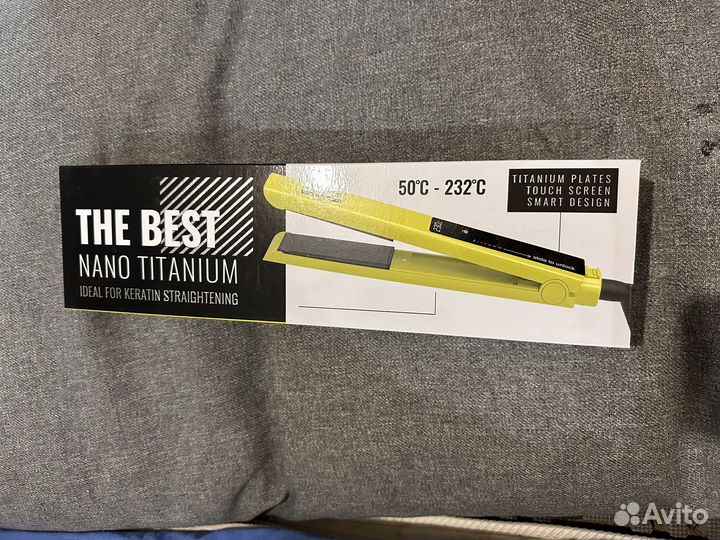 THE BEST
NANO TITANIUM
IDEAL FOR KERATIN STRAIGHTENING
50°C - 232°C
TITANIUM PLATES
TOUCH SCREEN
SMART DESIGN
slide to unlock
Avito